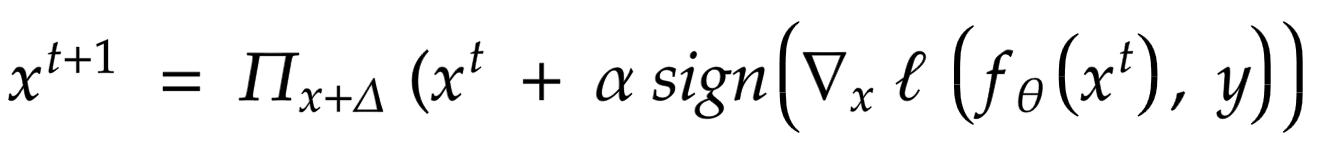 x^{t+1} = Π_{x+Δ} (x^t + α sign(∇_x ℓ (f_θ(x^t), y))